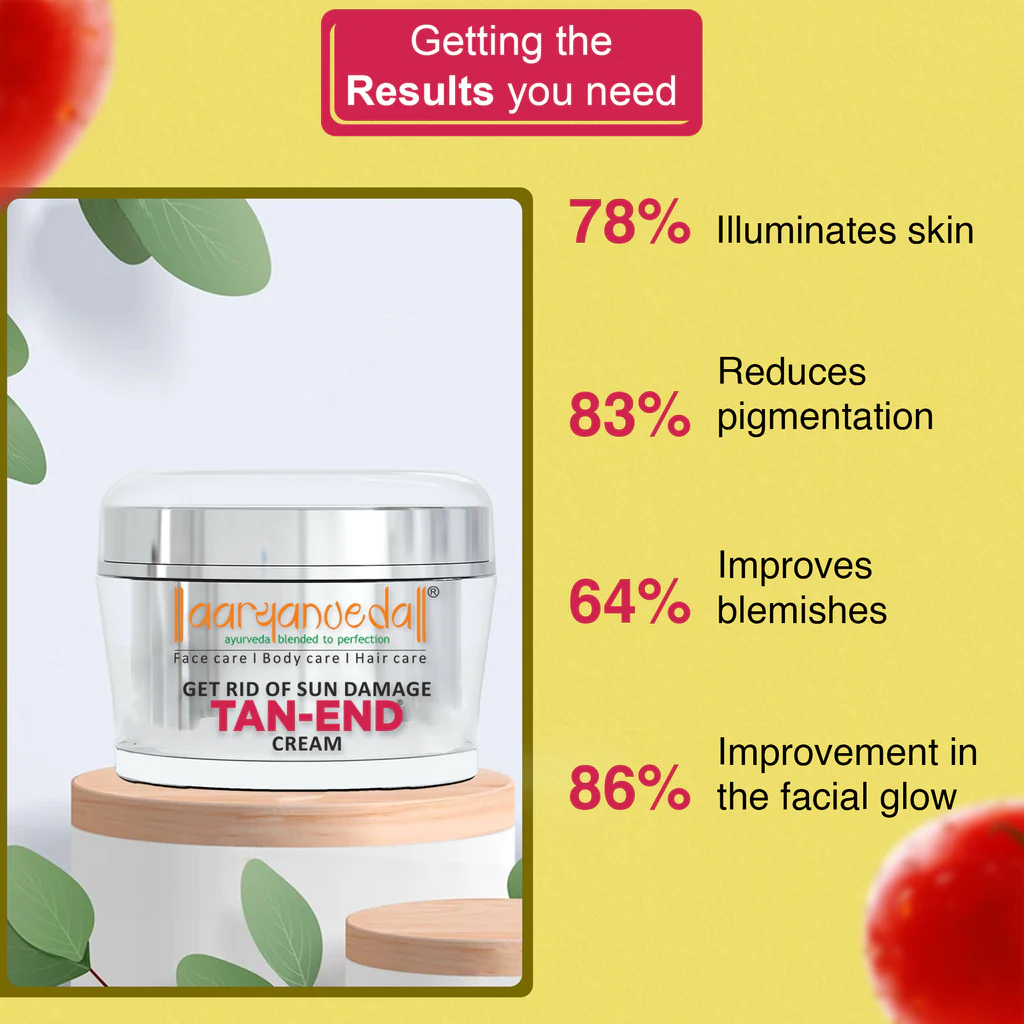 Getting the
Results you need
78% Illuminates skin
83% Reduces
pigmentation
64% Improves
blemishes
86% Improvement in
the facial glow
aaryanveda®
ayurveda blended to perfection
Face care I Body care I Hair care
GET RID OF SUN DAMAGE
TAN-END®
CREAM